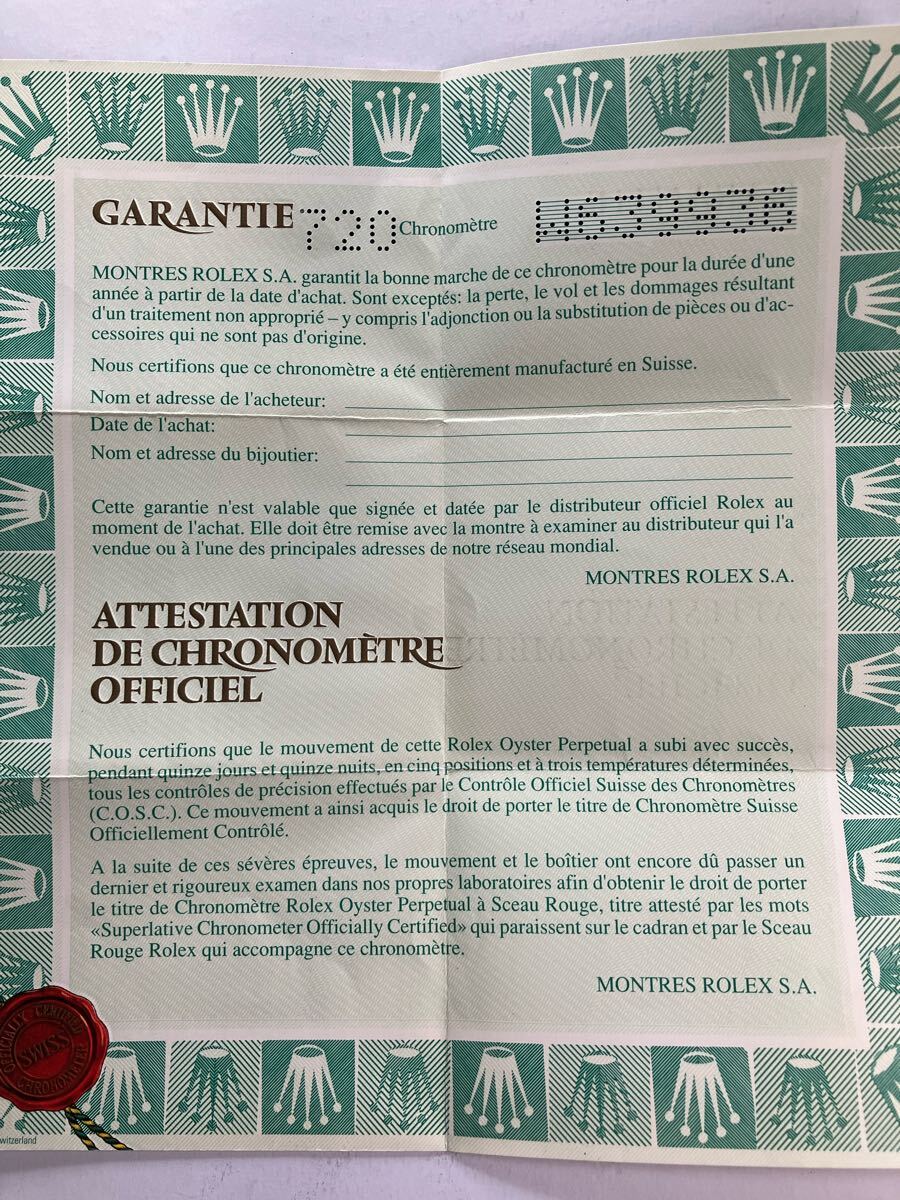 GARANTIE 720 Chronomètre W639936
MONTRES ROLEX S.A. garantit la bonne marche de ce chronomètre pour la durée d'une
année à partir de la date d'achat. Sont exceptés: la perte, le vol et les dommages résultant
d'un traitement non approprié – y compris l'adjonction ou la substitution de pièces ou d'ac-
cessoires qui ne sont pas d'origine.
Nous certifions que ce chronomètre a été entièrement manufacturé en Suisse.
Nom et adresse de l'acheteur:
Date de l'achat:
Nom et adresse du bijoutier:
Cette garantie n'est valable que signée et datée par le distributeur officiel Rolex au
moment de l'achat. Elle doit être remise avec la montre à examiner au distributeur qui l'a
vendue ou à l'une des principales adresses de notre réseau mondial.
MONTRES ROLEX S.A.
ATTESTATION
DE CHRONOMÈTRE
OFFICIEL
Nous certifions que le mouvement de cette Rolex Oyster Perpetual a subi avec succès,
pendant quinze jours et quinze nuits, en cinq positions et à trois températures déterminées,
tous les contrôles de précision effectués par le Contrôle Officiel Suisse des Chronomètres
(C.O.S.C.). Ce mouvement a ainsi acquis le droit de porter le titre de Chronomètre Suisse
Officiellement Contrôlé.
A la suite de ces sévères épreuves, le mouvement et le boîtier ont encore dû passer un
dernier et rigoureux examen dans nos propres laboratoires afin d'obtenir le droit de porter
le titre de Chronomètre Rolex Oyster Perpetual à Sceau Rouge, titre attesté par les mots
«Superlative Chronometer Officially Certified» qui paraissent sur le cadran et par le Sceau
Rouge Rolex qui accompagne ce chronomètre.
MONTRES ROLEX S.A.
OFFICIALLY CERTIFIED
SWISS
CHRONOMETER
witzerland